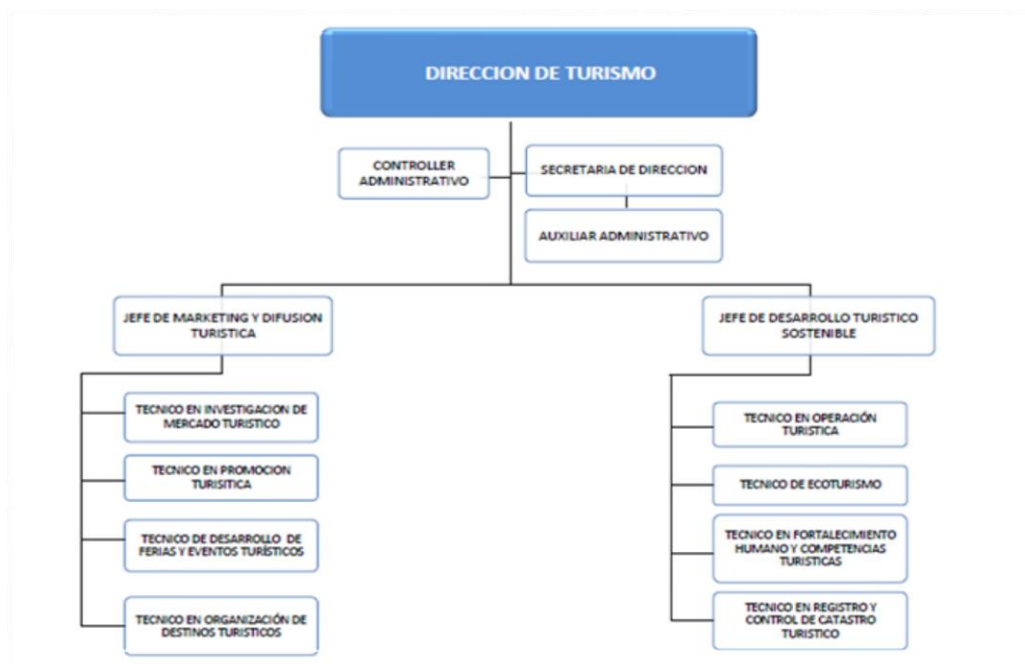 DIRECCION DE TURISMO
CONTROLLER
ADMINISTRATIVO
SECRETARIA DE DIRECCION
AUXILIAR ADMINISTRATIVO
JEFE DE MARKETING Y DIFUSION
TURISTICA
TECNICO EN INVESTIGACION DE
MERCADO TURISTICO
TECNICO EN PROMOCION
TURISITICA
TECNICO DE DESARROLLO DE
FERIAS Y EVENTOS TURÍSTICOS
TECNICO EN ORGANIZACIÓN DE
DESTINOS TURISTICOS
JEFE DE DESARROLLO TURISTICO
SOSTENIBLE
TECNICO EN OPERACIÓN
TURISTICA
TECNICO DE ECOTURISMO
TECNICO EN FORTALECIMIENTO
HUMANO Y COMPETENCIAS
TURISTICAS
TECNICO EN REGISTRO Y
CONTROL DE CATASTRO
TURISTICO